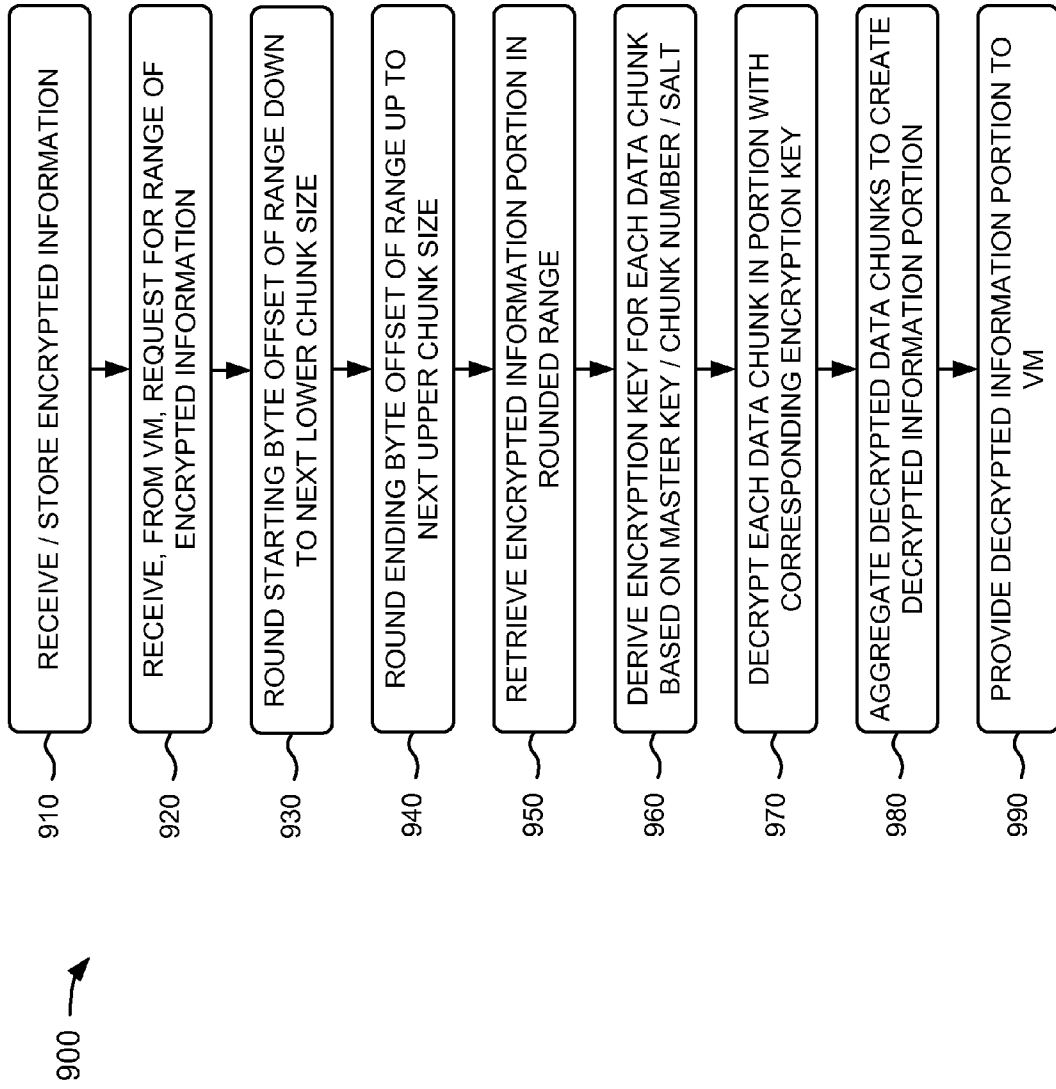 900
910
RECEIVE / STORE ENCRYPTED INFORMATION
920
RECEIVE, FROM VM, REQUEST FOR RANGE OF
ENCRYPTED INFORMATION
930
ROUND STARTING BYTE OFFSET OF RANGE DOWN
TO NEXT LOWER CHUNK SIZE
940
ROUND ENDING BYTE OFFSET OF RANGE UP TO
NEXT UPPER CHUNK SIZE
950
RETRIEVE ENCRYPTED INFORMATION PORTION IN
ROUNDED RANGE
960
DERIVE ENCRYPTION KEY FOR EACH DATA CHUNK
BASED ON MASTER KEY / CHUNK NUMBER / SALT
970
DECRYPT EACH DATA CHUNK IN PORTION WITH
CORRESPONDING ENCRYPTION KEY
980
AGGREGATE DECRYPTED DATA CHUNKS TO CREATE
DECRYPTED INFORMATION PORTION
990
PROVIDE DECRYPTED INFORMATION PORTION TO
VM